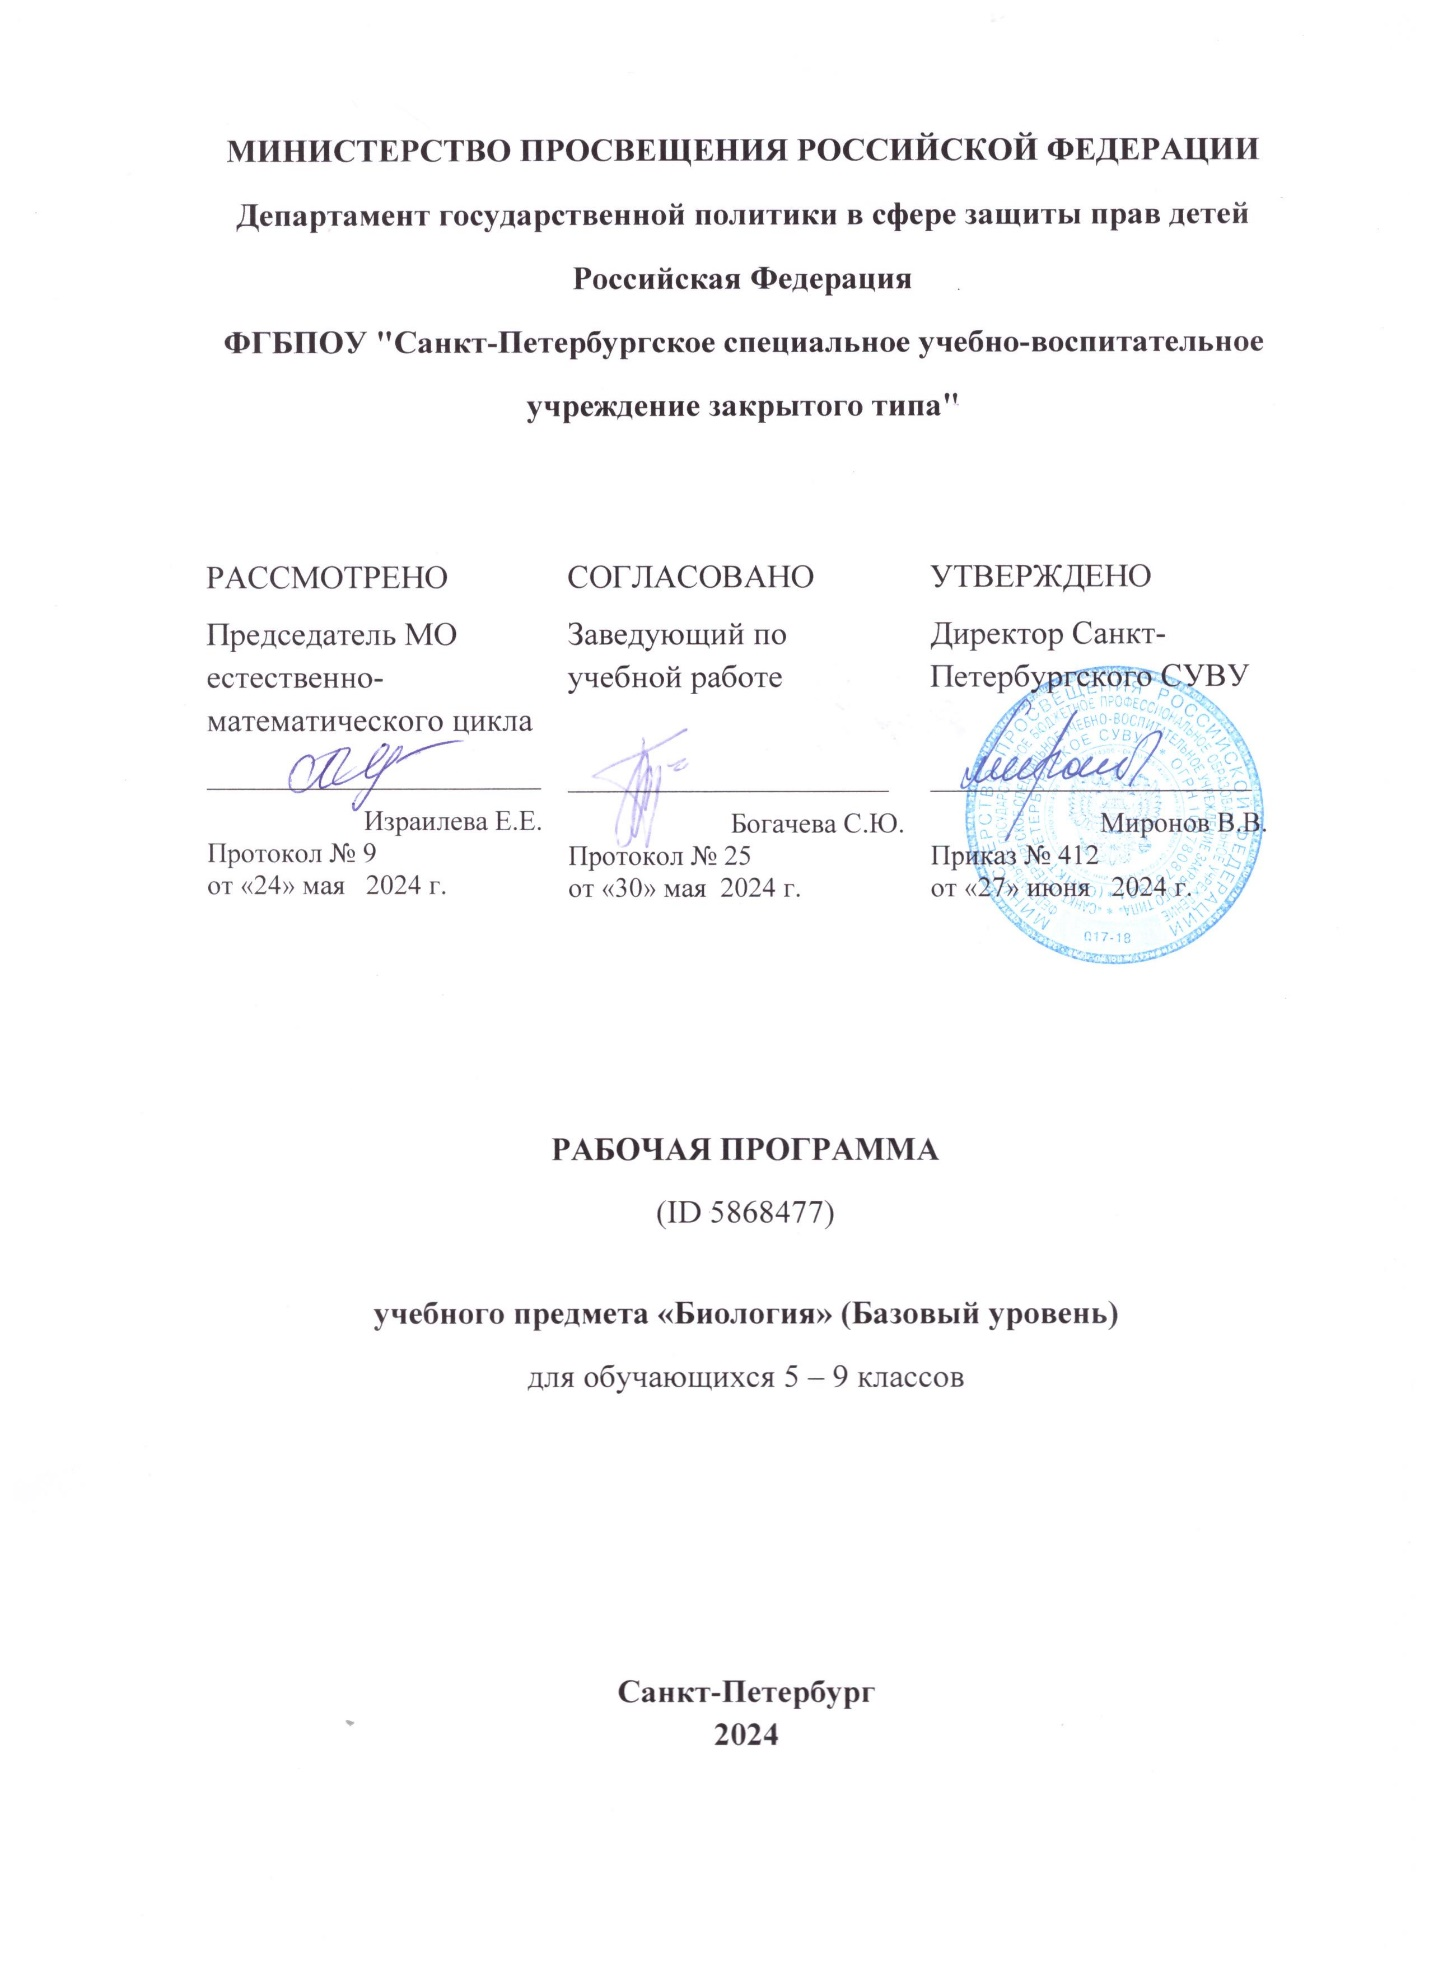 МИНИСТЕРСТВО ПРОСВЕЩЕНИЯ РОССИЙСКОЙ ФЕДЕРАЦИИ
Департамент государственной политики в сфере защиты прав детей
Российская Федерация
ФГБПОУ "Санкт-Петербургское специальное учебно-воспитательное
учреждение закрытого типа"
РАССМОТРЕНО
Председатель МО
естественно-
математического цикла
Израилева Е.Е.
Протокол № 9
от «24» мая 2024 г.
СОГЛАСОВАНО
Заведующий по
учебной работе
Богачева С.Ю.
Протокол № 25
от «30» мая 2024 г.
УТВЕРЖДЕНО
Директор Санкт-
Петербургского СУВУ
Миронов В.В.
Приказ № 412
от «27» июня 2024 г.
017-18
РАБОЧАЯ ПРОГРАММА
(ID 5868477)
учебного предмета «Биология» (Базовый уровень)
для обучающихся 5 – 9 классов
Санкт-Петербург
2024